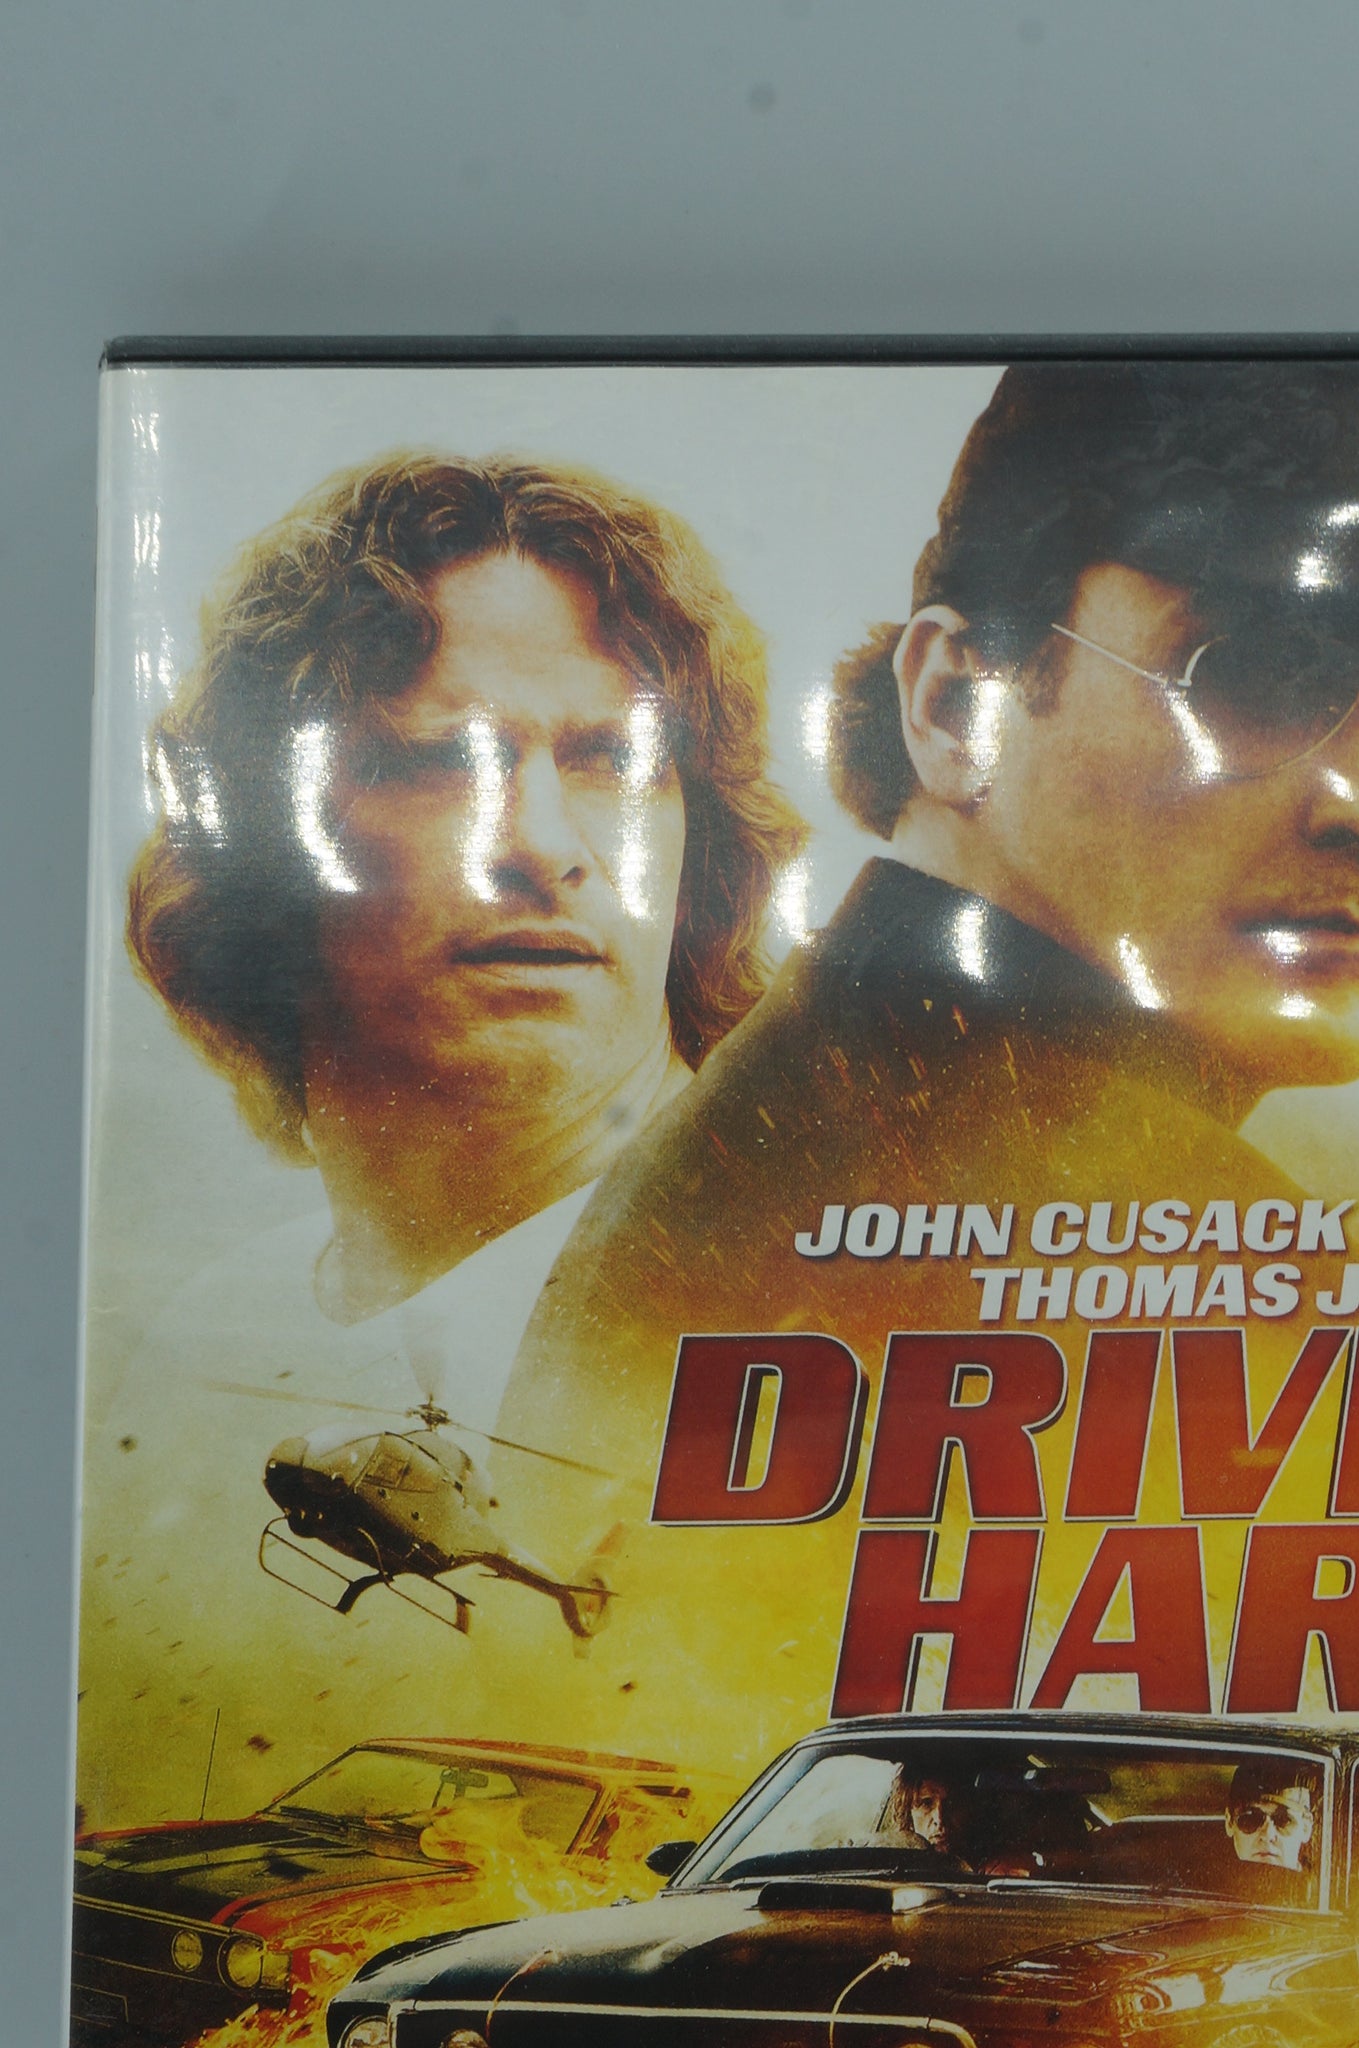 JOHN CUSACK
THOMAS J
DRIV
HAR